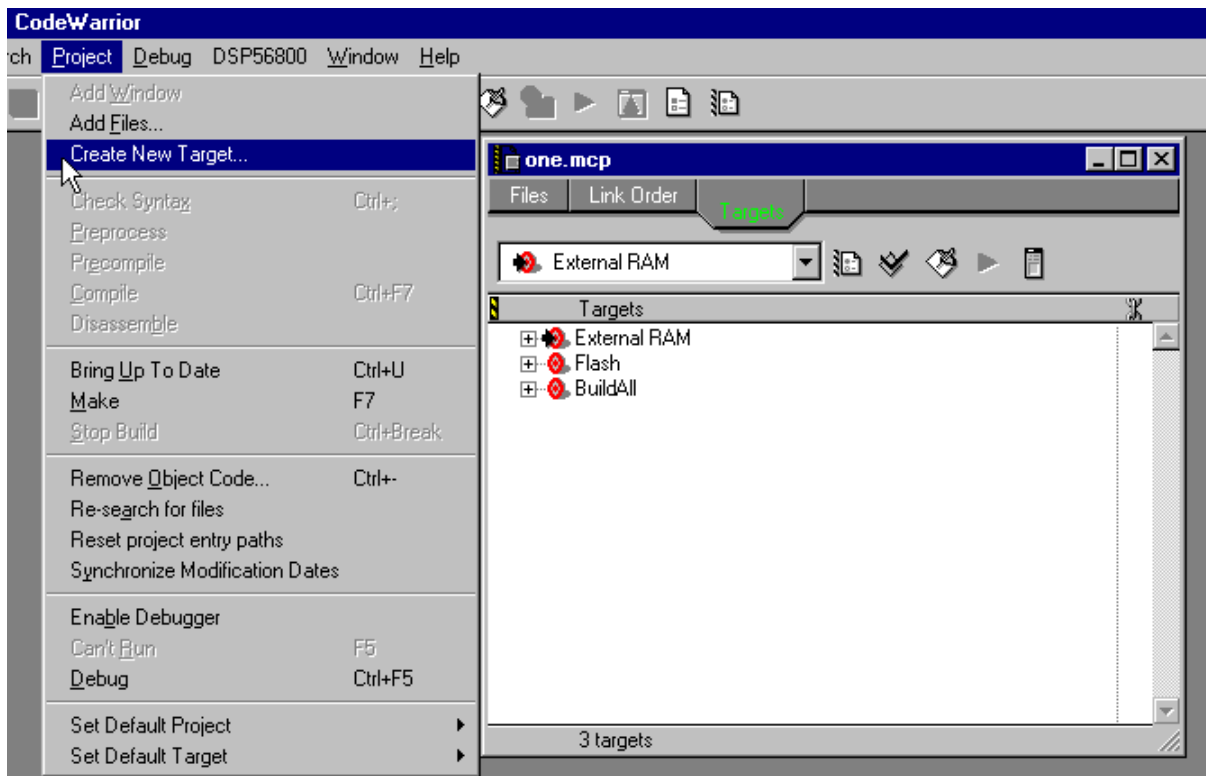 CodeWarrior
rch Project Debug DSP56800 Window Help
Add Window
Add Files...
Create New Target...
Check Syntax Ctrl+;
Preprocess
Precompile
Compile Ctrl+F7
Disassemble
Bring Up To Date Ctrl+U
Make F7
Stop Build Ctrl+Break
Remove Object Code... Ctrl+-
Re-search for files
Reset project entry paths
Synchronize Modification Dates
Enable Debugger
Can't Run F5
Debug Ctrl+F5
Set Default Project
Set Default Target
one.mcp
Files Link Order Targets
External RAM
Targets
External RAM
Flash
BuildAll
3 targets